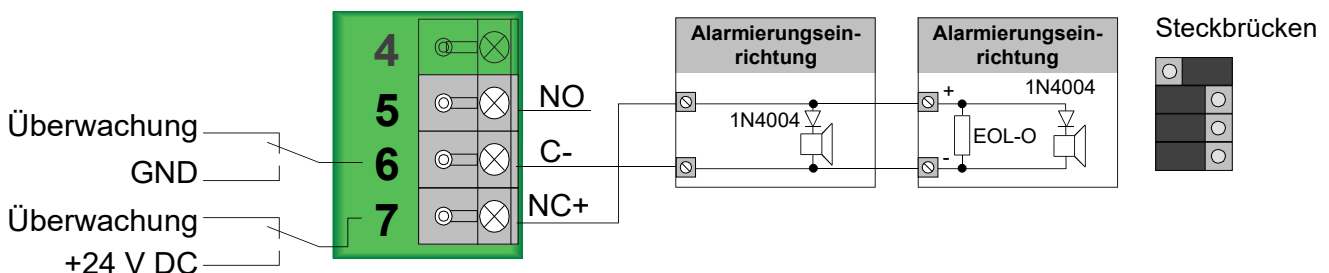 Überwachung
GND
Überwachung
+24 V DC
4
5
6
7
NO
C-
NC+
Alarmierungsein-
richtung
1N4004
Alarmierungsein-
richtung
+
1N4004
EOL-O
-
Steckbrücken